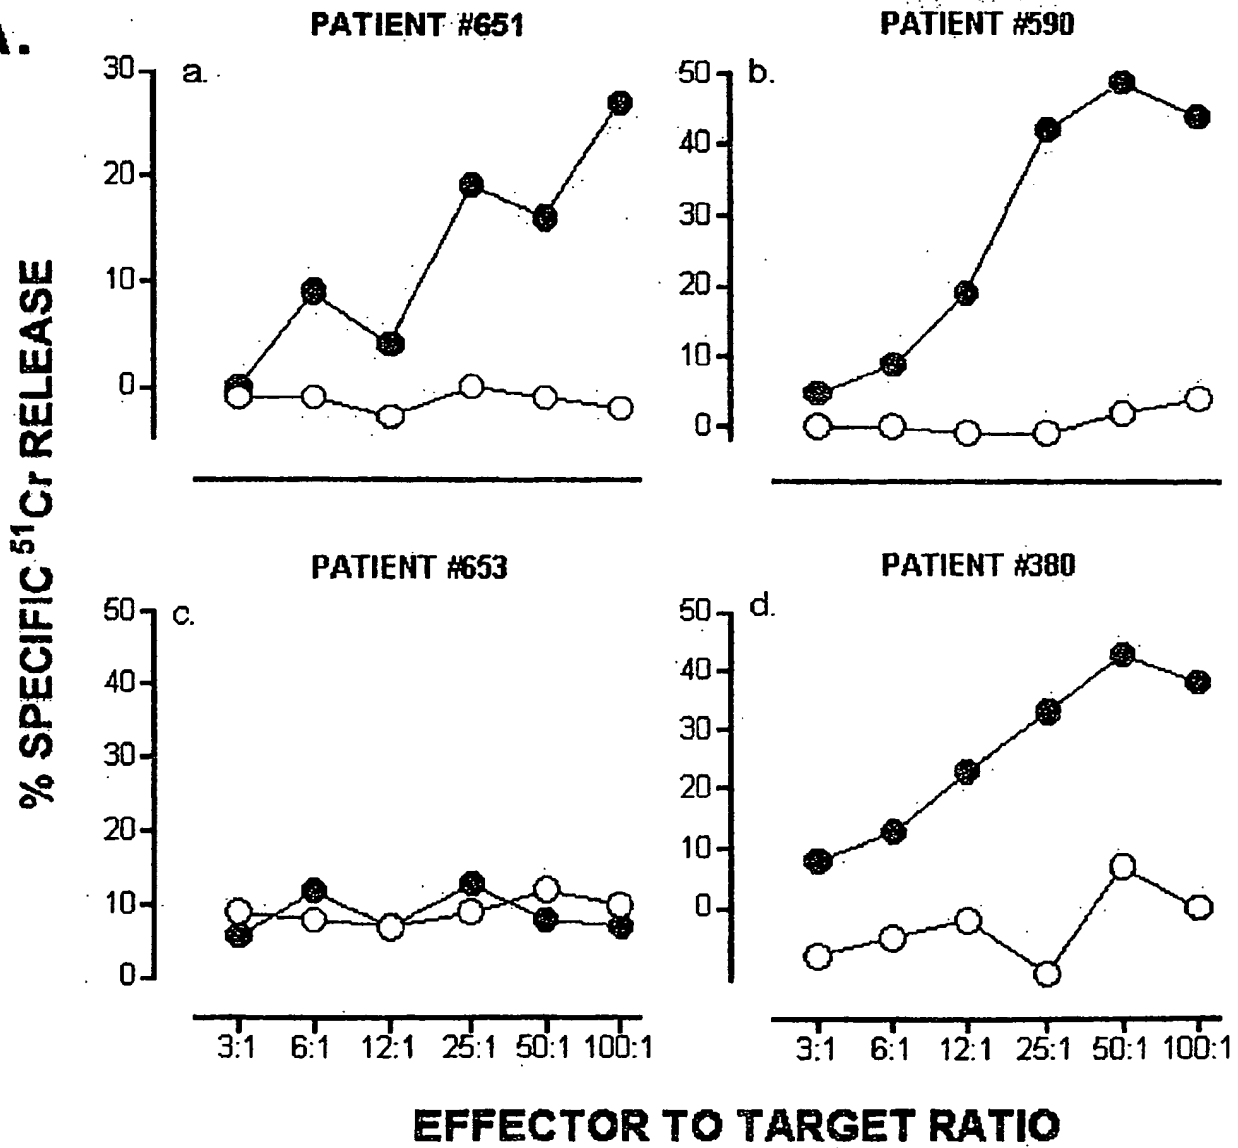 A.
PATIENT #651
PATIENT #590
30
20
10
0
a.
50
40
30
20
10
0
b.
% SPECIFIC ⁵¹Cr RELEASE
PATIENT #653
PATIENT #380
50
40
30
20
10
0
c.
50
40
30
20
10
0
d.
3:1 6:1 12:1 25:1 50:1 100:1
3:1 6:1 12:1 25:1 50:1 100:1
EFFECTOR TO TARGET RATIO